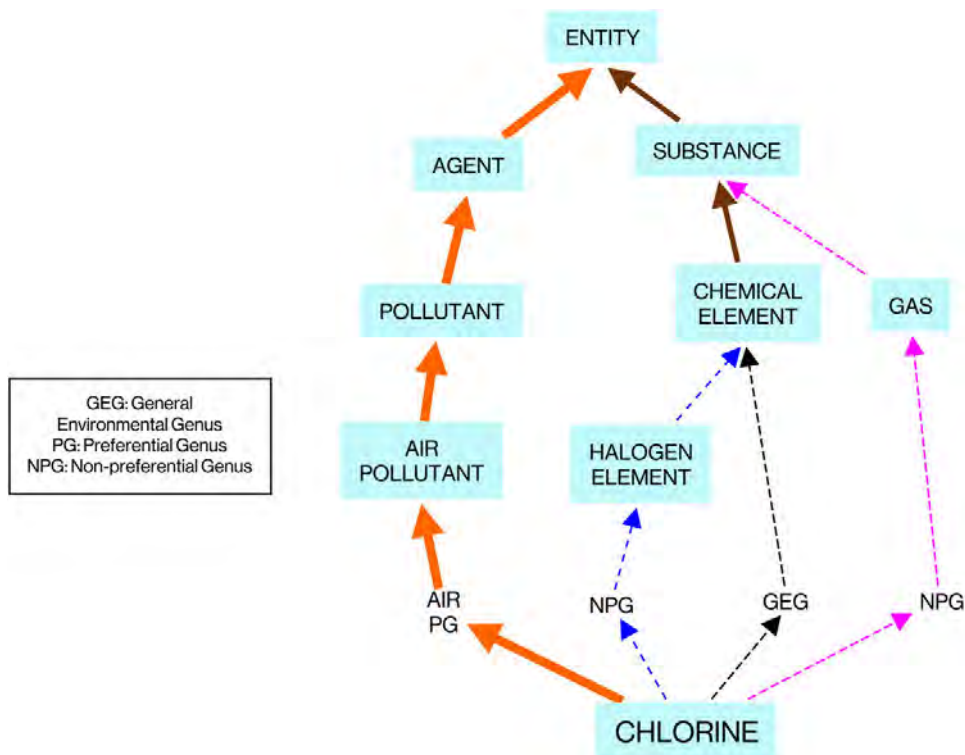 ENTITY
AGENT
SUBSTANCE
POLLUTANT
CHEMICAL
ELEMENT
GAS
GEG: General
Environmental Genus
PG: Preferential Genus
NPG: Non-preferential Genus
AIR
POLLUTANT
HALOGEN
ELEMENT
AIR
PG
NPG
GEG
NPG
CHLORINE